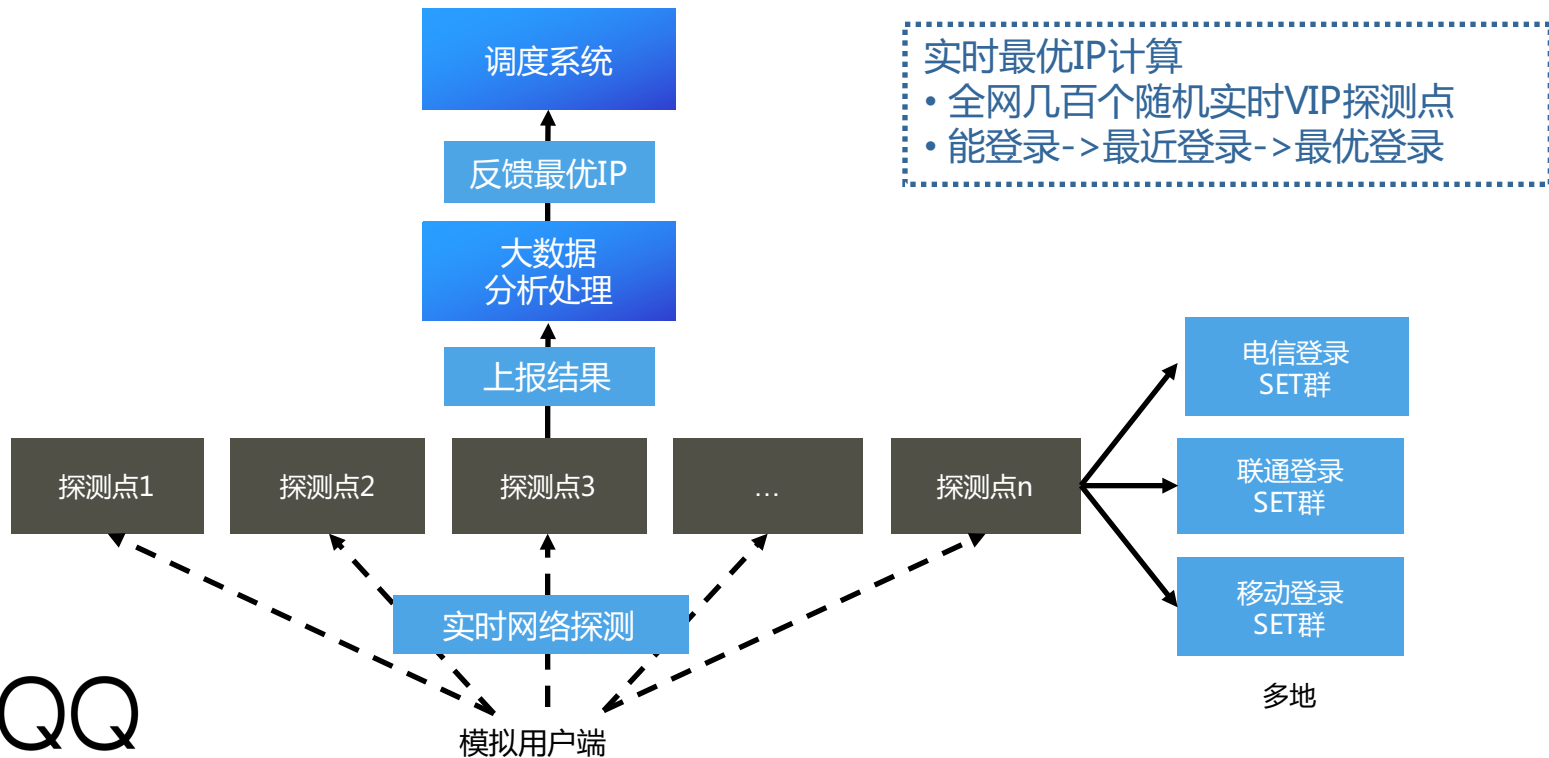 调度系统
实时最优IP计算
• 全网几百个随机实时VIP探测点
• 能登录->最近登录->最优登录
反馈最优IP
大数据
分析处理
上报结果
电信登录
SET群
探测点1
探测点2
探测点3
…
探测点n
联通登录
SET群
移动登录
SET群
实时网络探测
多地
QQ
模拟用户端